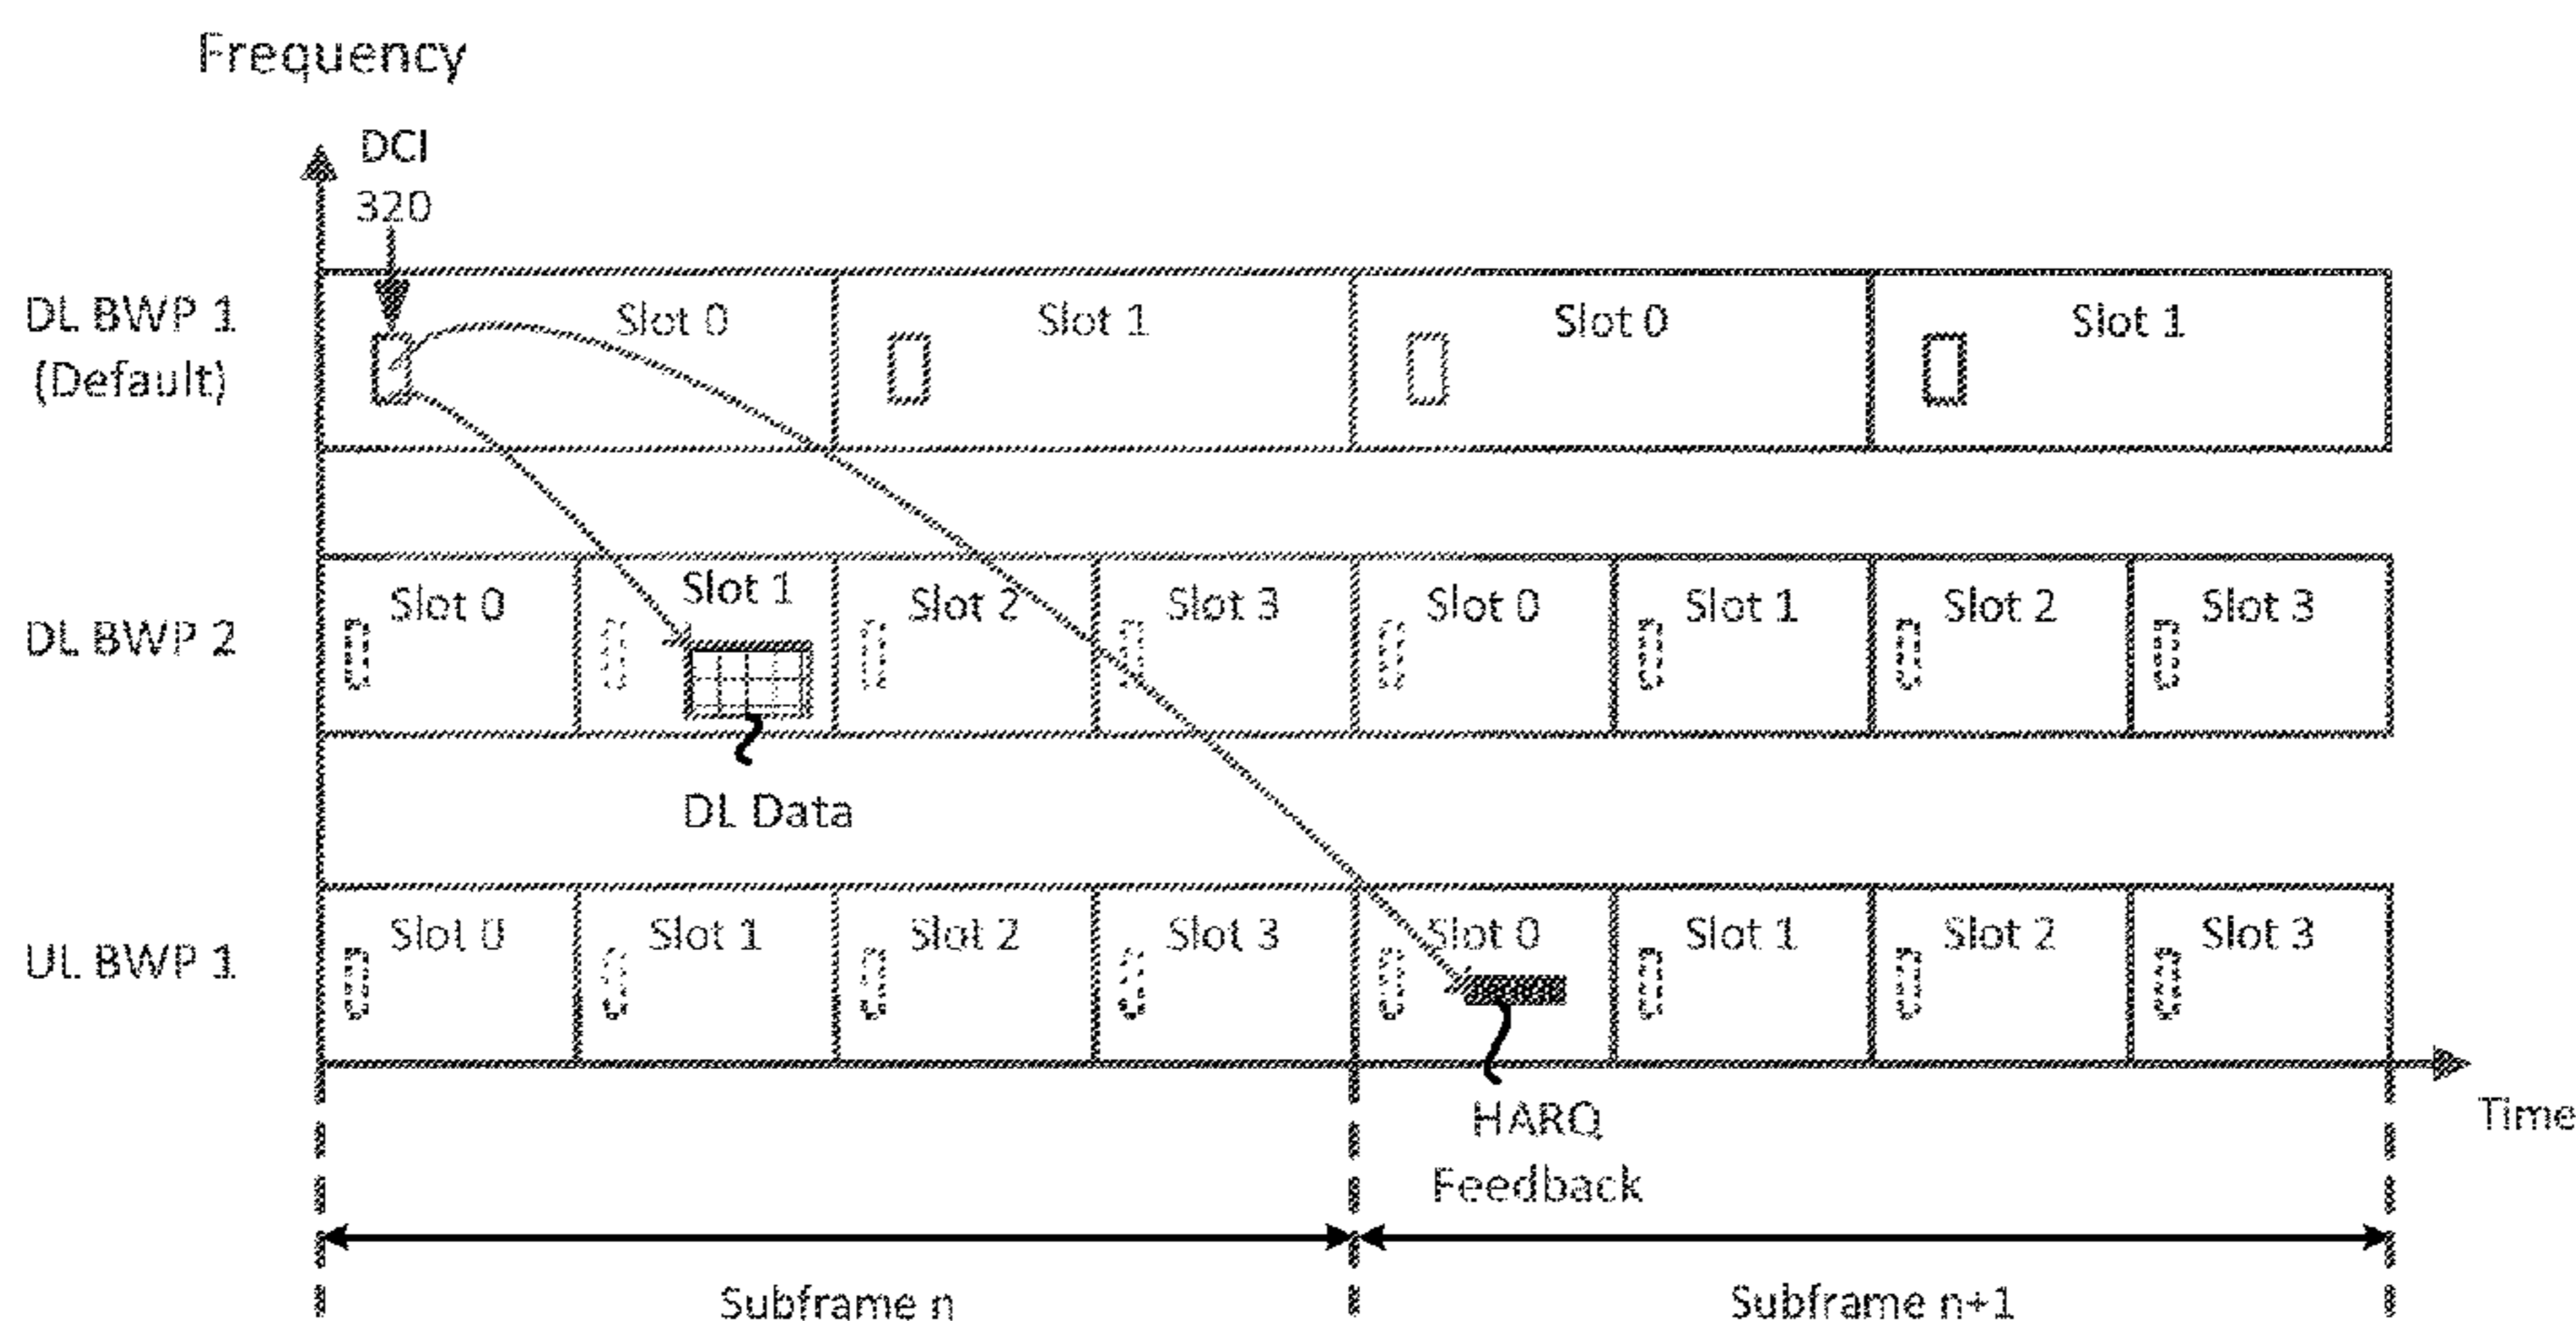 Frequency
DCI
320
DL BWP 1
(Default)
Slot 0
Slot 1
Slot 0
Slot 1
DL BWP 2
Slot 0
Slot 1
Slot 2
Slot 3
Slot 0
Slot 1
Slot 2
Slot 3
DL Data
UL BWP 1
Slot 0
Slot 1
Slot 2
Slot 3
Slot 0
Slot 1
Slot 2
Slot 3
Time
HARQ
Feedback
Subframe n
Subframe n+1